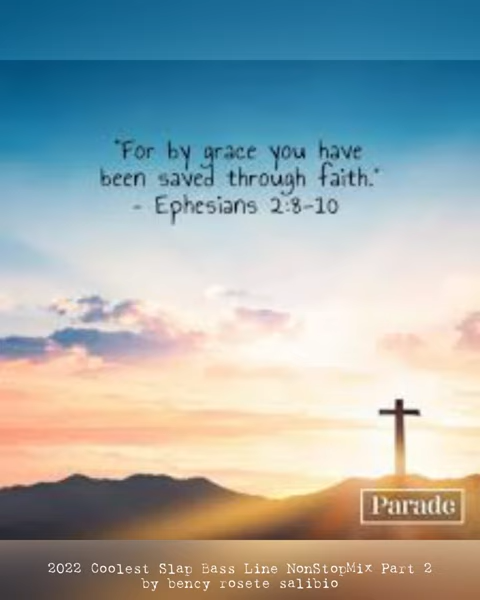 "For by grace you have
been saved through faith."
- Ephesians 2:8-10
Parade
2022 Coolest Slap Bass Line NonStopMix Part 2
by bency rosete salibio